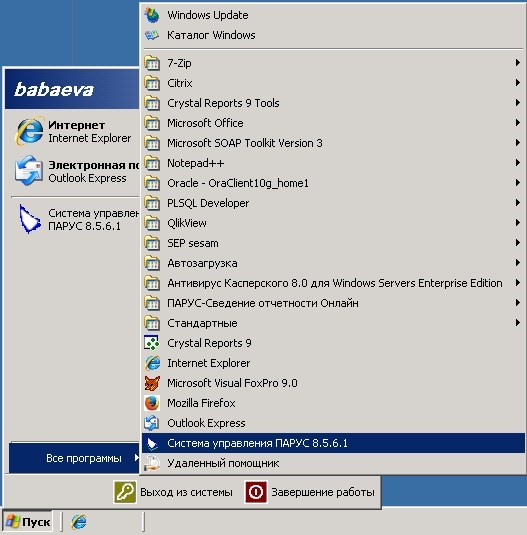 Windows Update
Каталог Windows
7-Zip
Citrix
Crystal Reports 9 Tools
Microsoft Office
Microsoft SOAP Toolkit Version 3
Notepad++
Oracle - OraClient10g_home1
PLSQL Developer
QlikView
SEP sesam
Автозагрузка
Антивирус Касперского 8.0 для Windows Servers Enterprise Edition
ПАРУС-Сведение отчетности Онлайн
Стандартные
Crystal Reports 9
Internet Explorer
Microsoft Visual FoxPro 9.0
Mozilla Firefox
Outlook Express
Система управления ПАРУС 8.5.6.1
Удаленный помощник
babaeva
Интернет
Internet Explorer
Электронная по
Outlook Express
Система управлен
ПАРУС 8.5.6.1
Все программы
Выход из системы
Завершение работы
Пуск